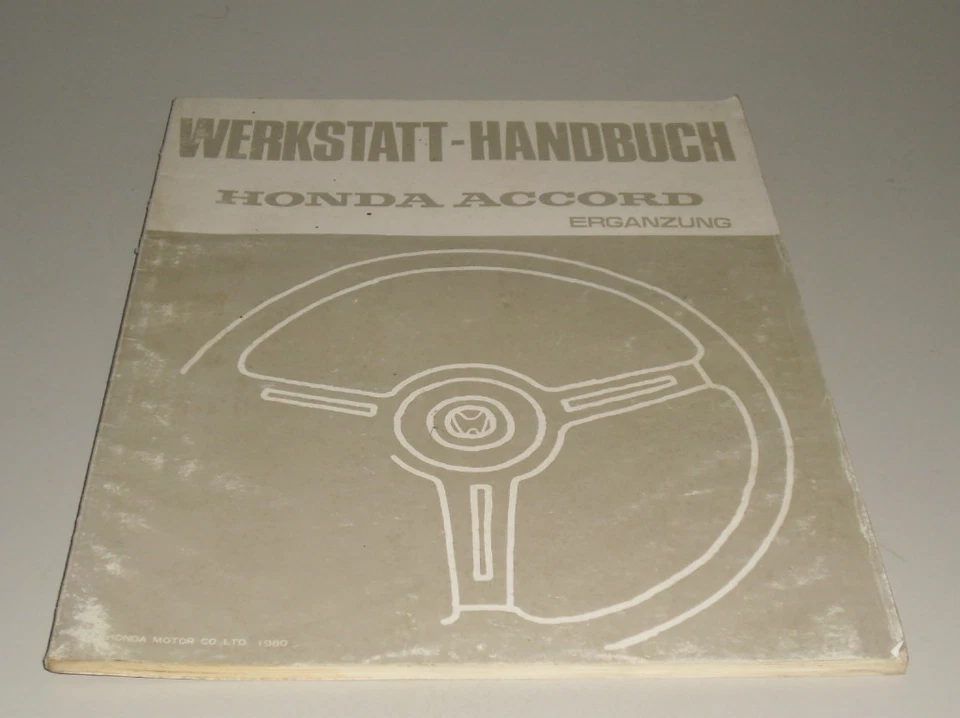 WERKSTATT-HANDBUCH
HONDA ACCORD
ERGANZUNG
HONDA MOTOR CO.,LTD. 1980